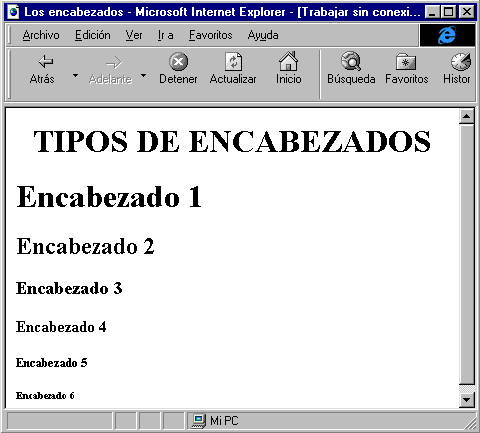 Los encabezados - Microsoft Internet Explorer - [Trabajar sin conexi...
Archivo Edición Ver Ir a Favoritos Ayuda
Atrás Adelante Detener Actualizar Inicio Búsqueda Favoritos Histor
TIPOS DE ENCABEZADOS
Encabezado 1
Encabezado 2
Encabezado 3
Encabezado 4
Encabezado 5
Encabezado 6
Mi PC